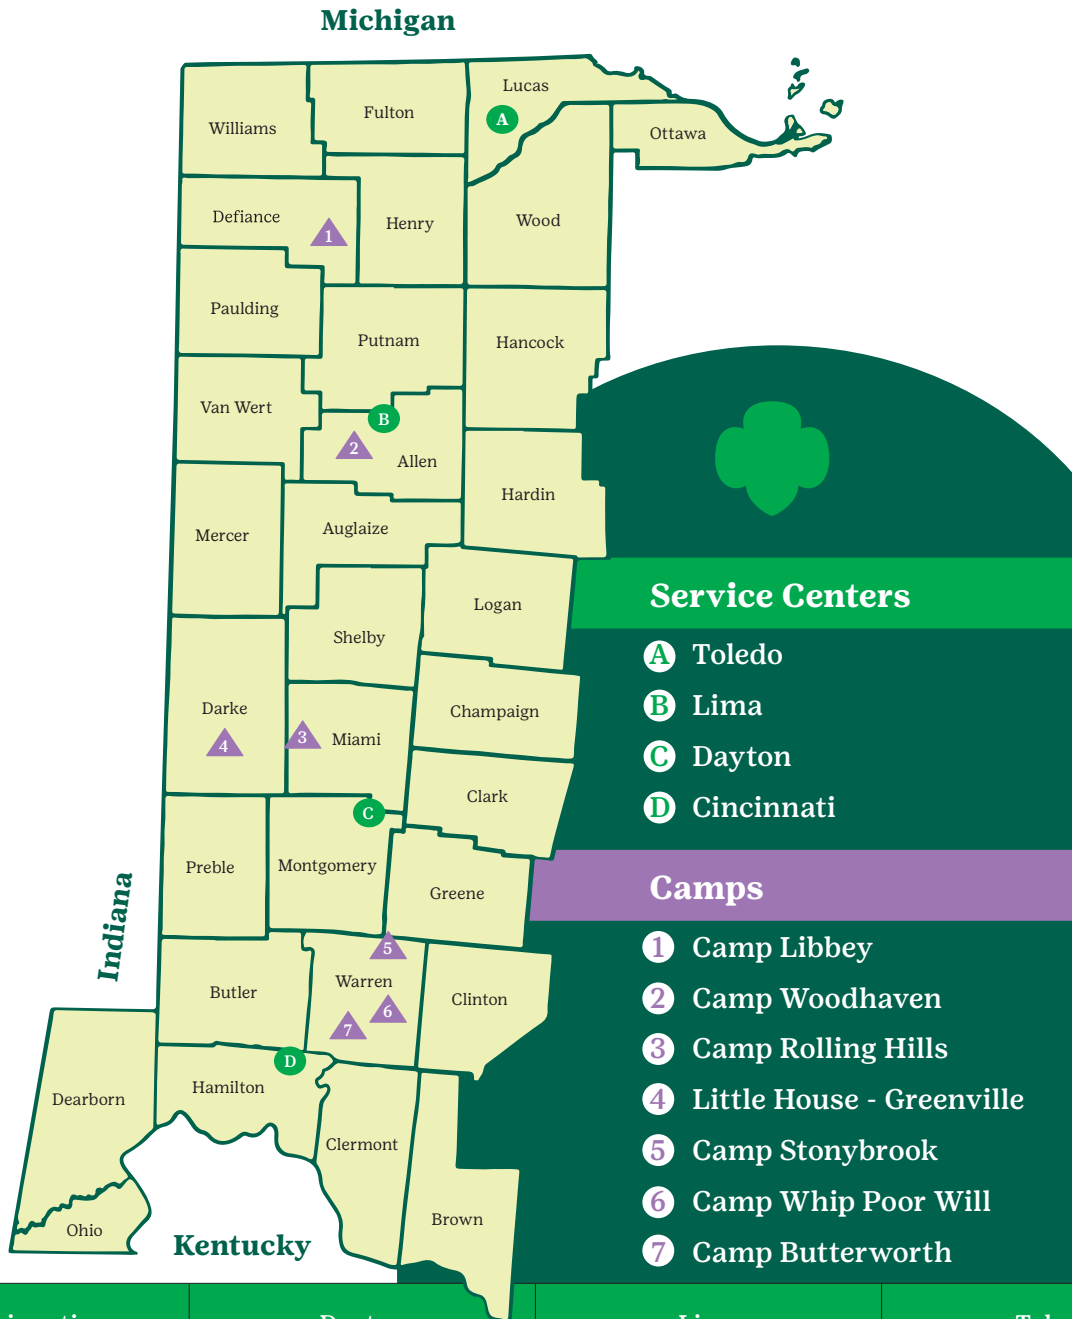 Michigan
Lucas
Fulton
A
Williams
Ottawa
Defiance
1
Henry
Wood
Paulding
Putnam
Hancock
Van Wert
B
2
Allen
Hardin
Mercer
Auglaize
Logan
Shelby
Darke
4
3
Miami
Champaign
Clark
C
Preble
Montgomery
Greene
Indiana
5
Warren
Butler
6
7
Clinton
D
Hamilton
Dearborn
Clermont
Ohio
Brown
Kentucky
Service Centers
A Toledo
B Lima
C Dayton
D Cincinnati
Camps
1 Camp Libbey
2 Camp Woodhaven
3 Camp Rolling Hills
4 Little House - Greenville
5 Camp Stonybrook
6 Camp Whip Poor Will
7 Camp Butterworth